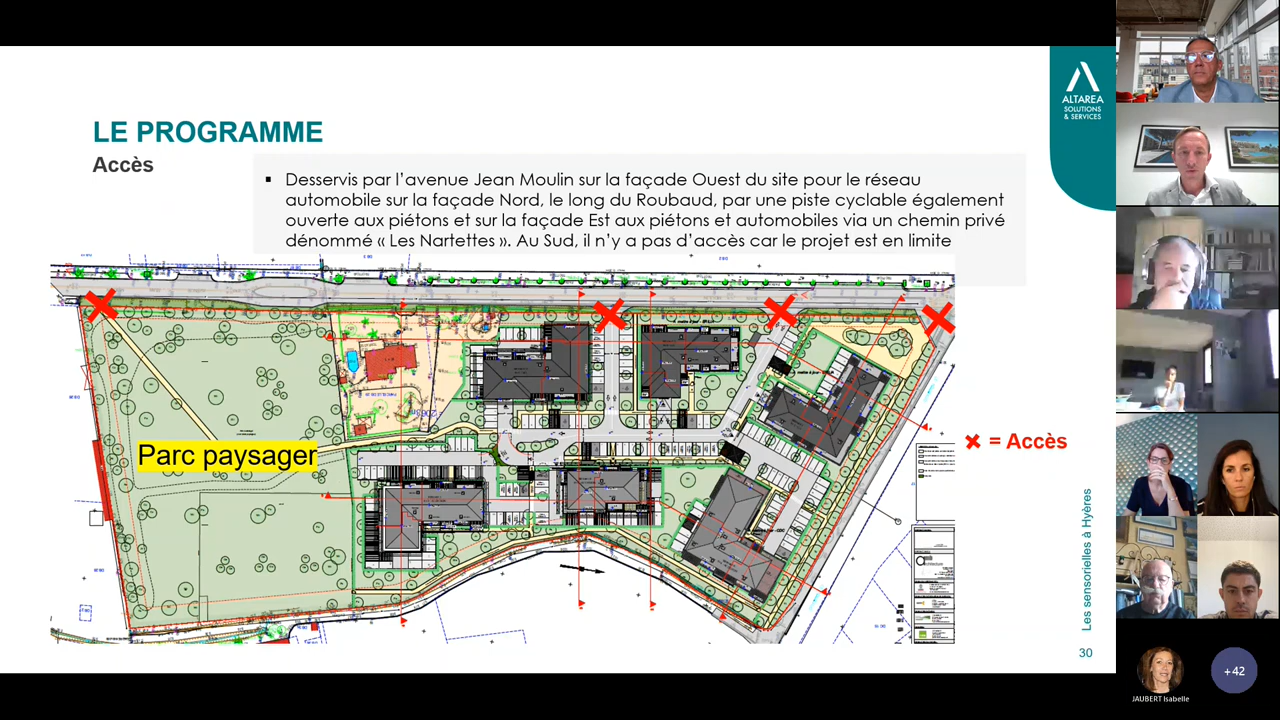 LE PROGRAMME
Accès
▪ Desservis par l'avenue Jean Moulin sur la façade Ouest du site pour le réseau
automobile sur la façade Nord, le long du Roubaud, par une piste cyclable également
ouverte aux piétons et sur la façade Est aux piétons et automobiles via un chemin privé
dénommé « Les Nartettes ». Au Sud, il n'y a pas d'accès car le projet est en limite
ALTAREA
SOLUTIONS
& SERVICES
Parc paysager
= Accès
Les sensorielles à Hyères
30
JAUBERT Isabelle
+42